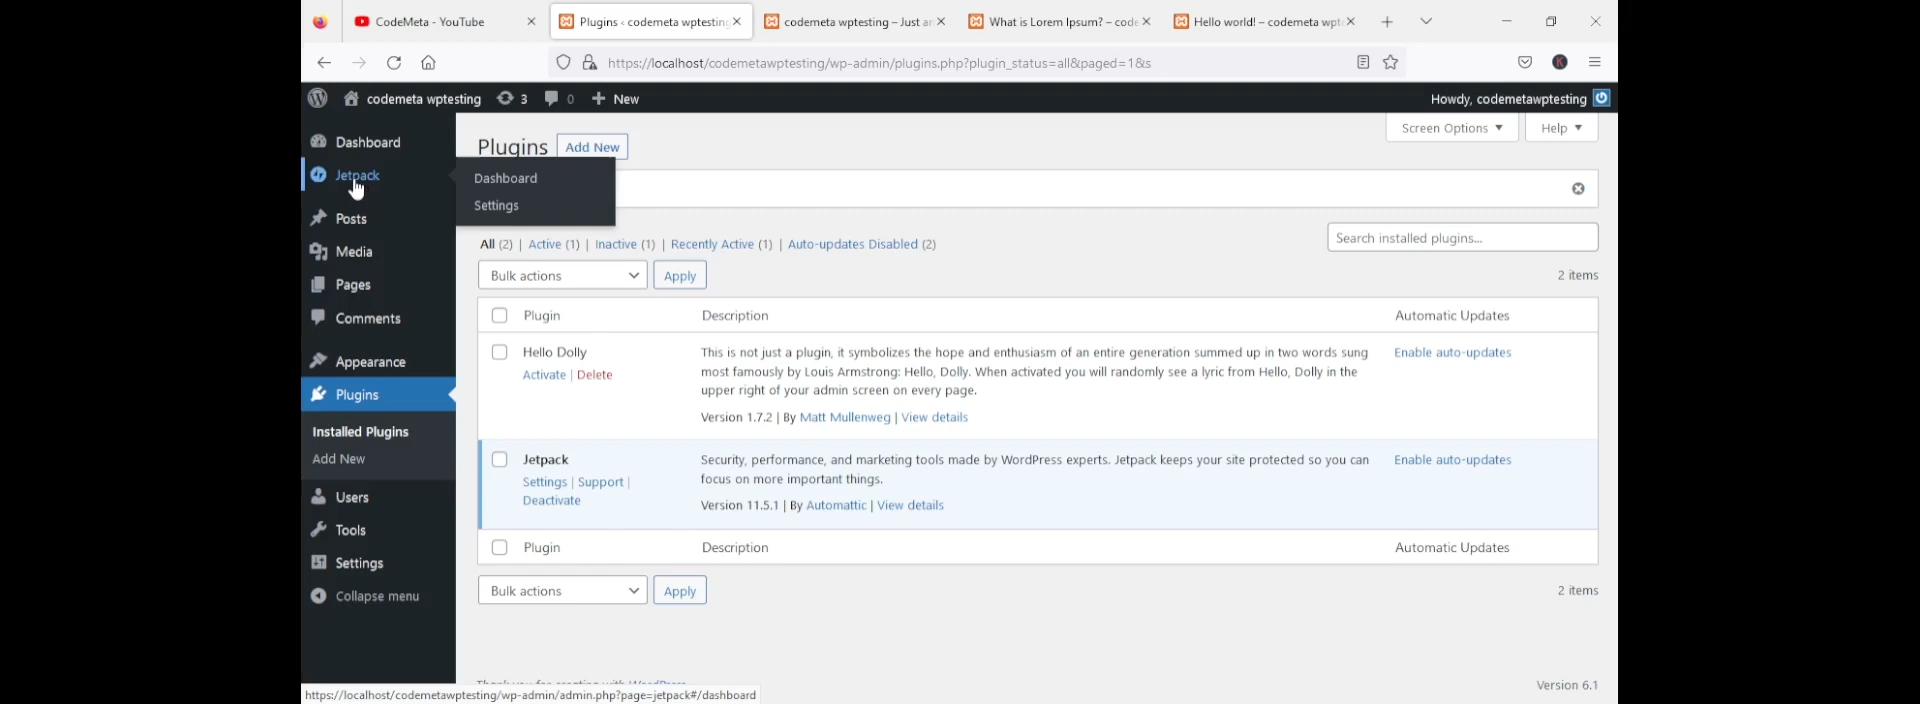 CodeMeta - YouTube
Plugins ‹ codemeta wptesting
codemeta wptesting – Just an
What is Lorem Ipsum? – code
Hello world! – codemeta wpt
https://localhost/codemetawptesting/wp-admin/plugins.php?plugin_status=all&paged=1&s
K
codemeta wptesting 3 0 New
Howdy, codemetawptesting
Dashboard
Jetpack
Posts
Media
Pages
Comments
Appearance
Plugins
Installed Plugins
Add New
Users
Tools
Settings
Collapse menu
Dashboard
Settings
Screen Options
Help
Plugins Add New
All (2) | Active (1) | Inactive (1) | Recently Active (1) | Auto-updates Disabled (2)
Search installed plugins...
Bulk actions Apply
2 items
Plugin Description Automatic Updates
Hello Dolly
Activate | Delete
This is not just a plugin, it symbolizes the hope and enthusiasm of an entire generation summed up in two words sung
most famously by Louis Armstrong: Hello, Dolly. When activated you will randomly see a lyric from Hello, Dolly in the
upper right of your admin screen on every page.
Version 1.7.2 | By Matt Mullenweg | View details
Enable auto-updates
Jetpack
Settings | Support |
Deactivate
Security, performance, and marketing tools made by WordPress experts. Jetpack keeps your site protected so you can
focus on more important things.
Version 11.5.1 | By Automattic | View details
Enable auto-updates
Plugin Description Automatic Updates
Bulk actions Apply
2 items
Thank you for creating with WordPress
Version 6.1
https://localhost/codemetawptesting/wp-admin/admin.php?page=jetpack#/dashboard